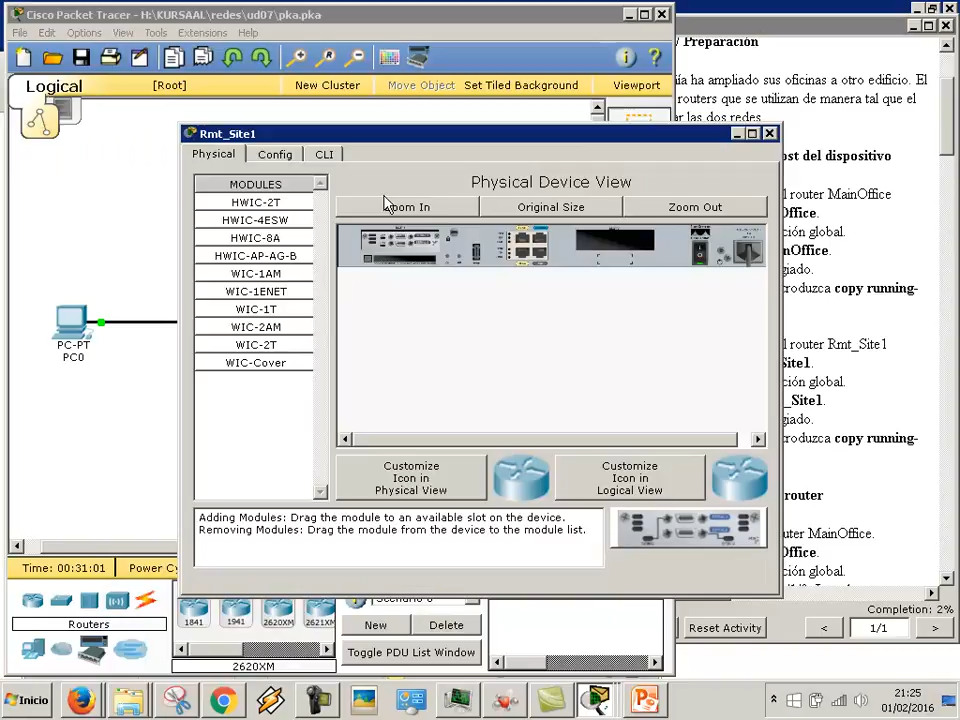 Cisco Packet Tracer - H:\KURSAAL\redes\ud07\pka.pka
File Edit Options View Tools Extensions Help
Logical [Root] New Cluster Move Object Set Tiled Background Viewport
/ Preparación
ía ha ampliado sus oficinas a otro edificio. El
routers que se utilizan de manera tal que el
ar las dos redes
ost del dispositivo
l router MainOffice
ffice.
ción global.
inOffice.
giado.
troduzca copy running-
l router Rmt_Site1
Site1.
ción global.
_Site1.
giado.
troduzca copy running-
router
uter MainOffice.
ffice.
ción global.
Rmt_Site1
Physical Config CLI
MODULES
HWIC-2T
HWIC-4ESW
HWIC-8A
HWIC-AP-AG-B
WIC-1AM
WIC-1ENET
WIC-1T
WIC-2AM
WIC-2T
WIC-Cover
Physical Device View
Zoom In Original Size Zoom Out
Customize
Icon in
Physical View
Customize
Icon in
Logical View
Adding Modules: Drag the module to an available slot on the device.
Removing Modules: Drag the module from the device to the module list.
PC-PT
PC0
Time: 00:31:01 Power Cy
Routers
1841 1941 2620XM 2621XM
2620XM
New Delete
Toggle PDU List Window
Completion: 2%
Reset Activity < 1/1 >
Inicio
21:25
01/02/2016